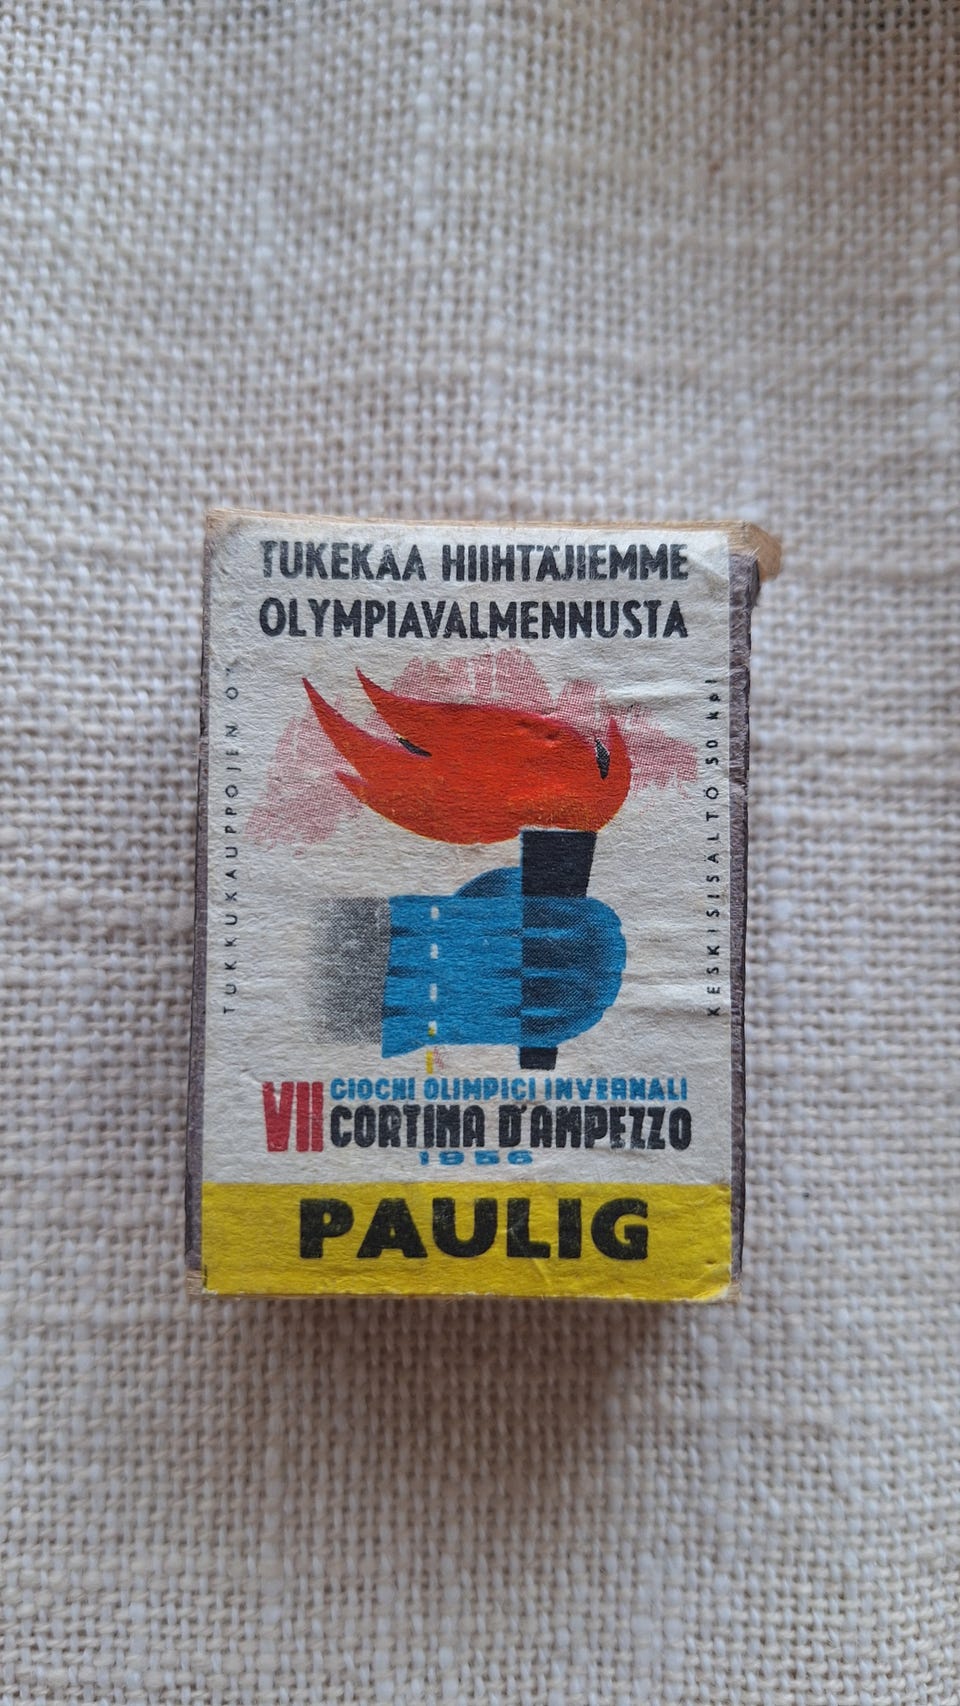 TUKEKAA HIIHTÄJIEMME
OLYMPIAVALMENNUSTA
TUKKUKAUPPOJEN OY
KESKISISÄLTÖ 50 kpl
VII GIOCHI OLIMPICI INVERNALI
CORTINA D'AMPEZZO
1956
PAULIG